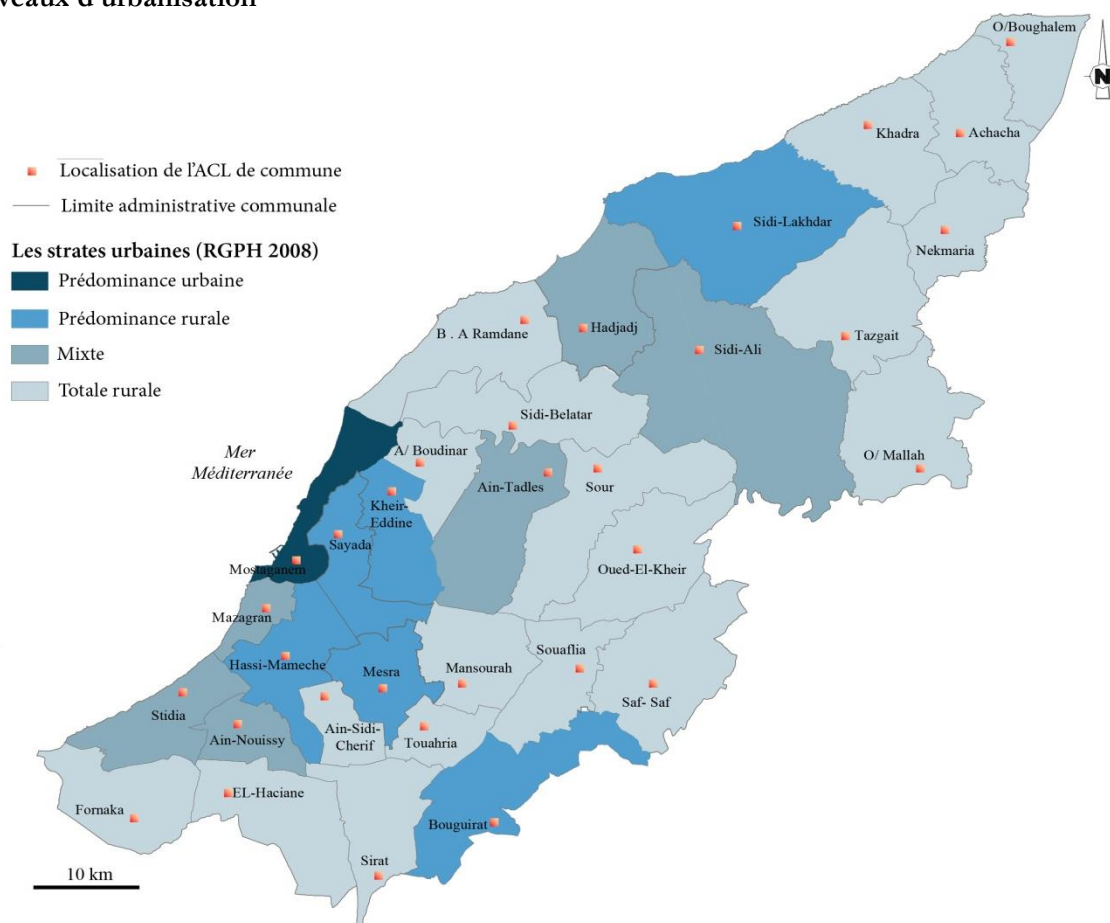 veaux d'urbanisation
N
Localisation de l'ACL de commune
Limite administrative communale
Les strates urbaines (RGPH 2008)
Prédominance urbaine
Prédominance rurale
Mixte
Totale rurale
Mer
Méditerranée
O/Boughalem
Khadra
Achacha
Sidi-Lakhdar
Nekmaria
B . A Ramdane
Hadjadj
Sidi-Ali
Tazgait
Sidi-Belatar
A/ Boudinar
Ain-Tadles
Sour
O/ Mallah
Kheir-
Eddine
Sayada
Mostaganem
Oued-El-Kheir
Mazagran
Hassi-Mameche
Mesra
Mansourah
Souaflia
Saf- Saf
Stidia
Ain-Nouissy
Ain-Sidi-
Cherif
Touahria
Fornaka
EL-Haciane
Bouguirat
Sirat
10 km